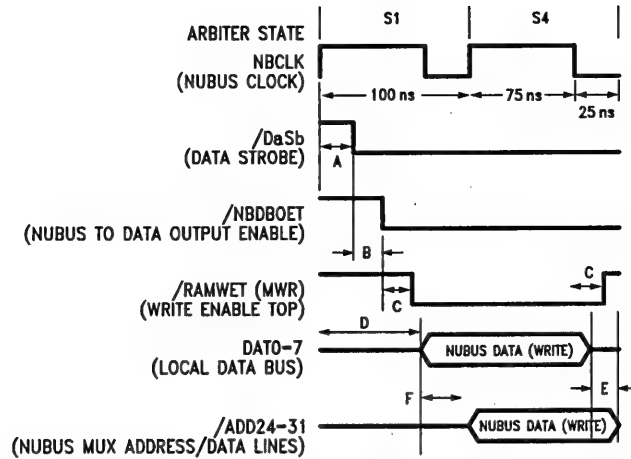 S1 S4
ARBITER STATE
NBCLK
(NUBUS CLOCK)
100 ns 75 ns
25 ns
/DaSb
(DATA STROBE)
A
/NBDBOET
(NUBUS TO DATA OUTPUT ENABLE)
B
/RAMWET (MWR)
(WRITE ENABLE TOP)
C C
D
DAT0-7
(LOCAL DATA BUS)
NUBUS DATA (WRITE)
E
F
/ADD24-31
(NUBUS MUX ADDRESS/DATA LINES)
NUBUS DATA (WRITE)